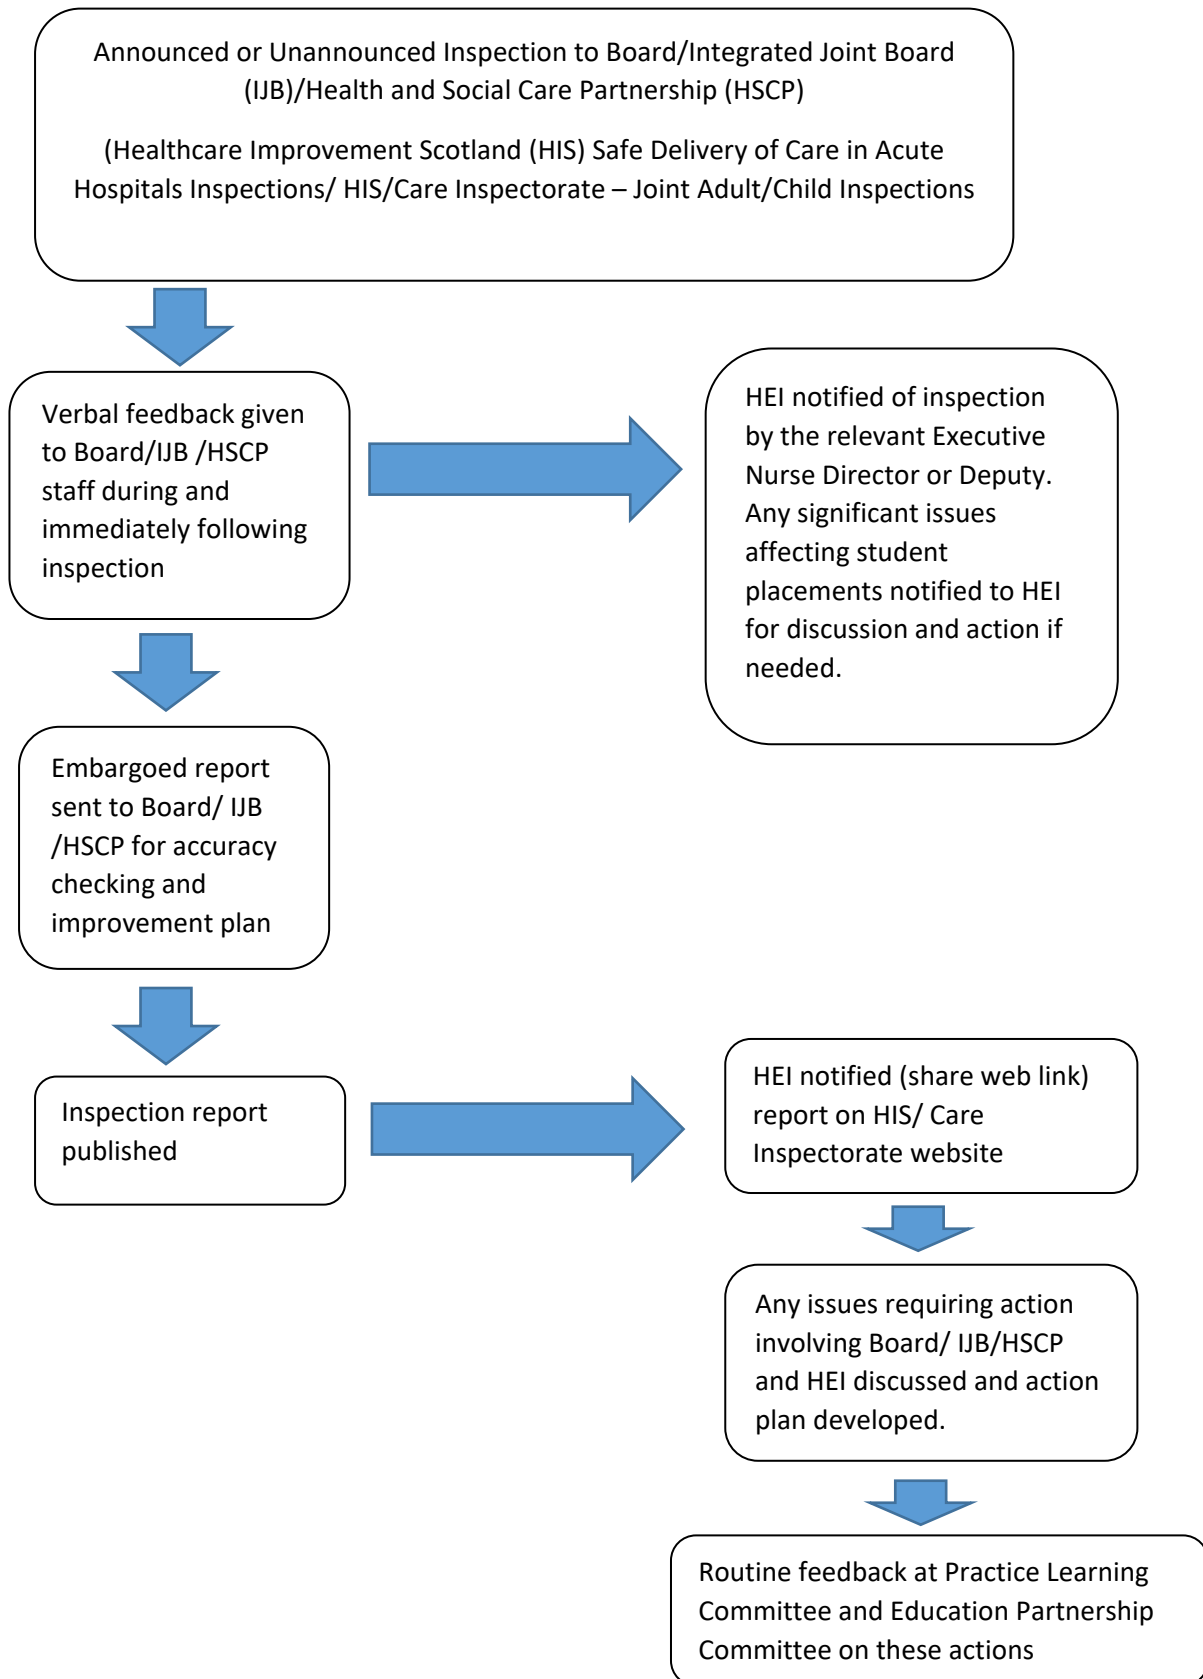 Announced or Unannounced Inspection to Board/Integrated Joint Board
(IJB)/Health and Social Care Partnership (HSCP)
(Healthcare Improvement Scotland (HIS) Safe Delivery of Care in Acute
Hospitals Inspections/ HIS/Care Inspectorate – Joint Adult/Child Inspections
Verbal feedback given
to Board/IJB /HSCP
staff during and
immediately following
inspection
HEI notified of inspection
by the relevant Executive
Nurse Director or Deputy.
Any significant issues
affecting student
placements notified to HEI
for discussion and action if
needed.
Embargoed report
sent to Board/ IJB
/HSCP for accuracy
checking and
improvement plan
Inspection report
published
HEI notified (share web link)
report on HIS/ Care
Inspectorate website
Any issues requiring action
involving Board/ IJB/HSCP
and HEI discussed and action
plan developed.
Routine feedback at Practice Learning
Committee and Education Partnership
Committee on these actions